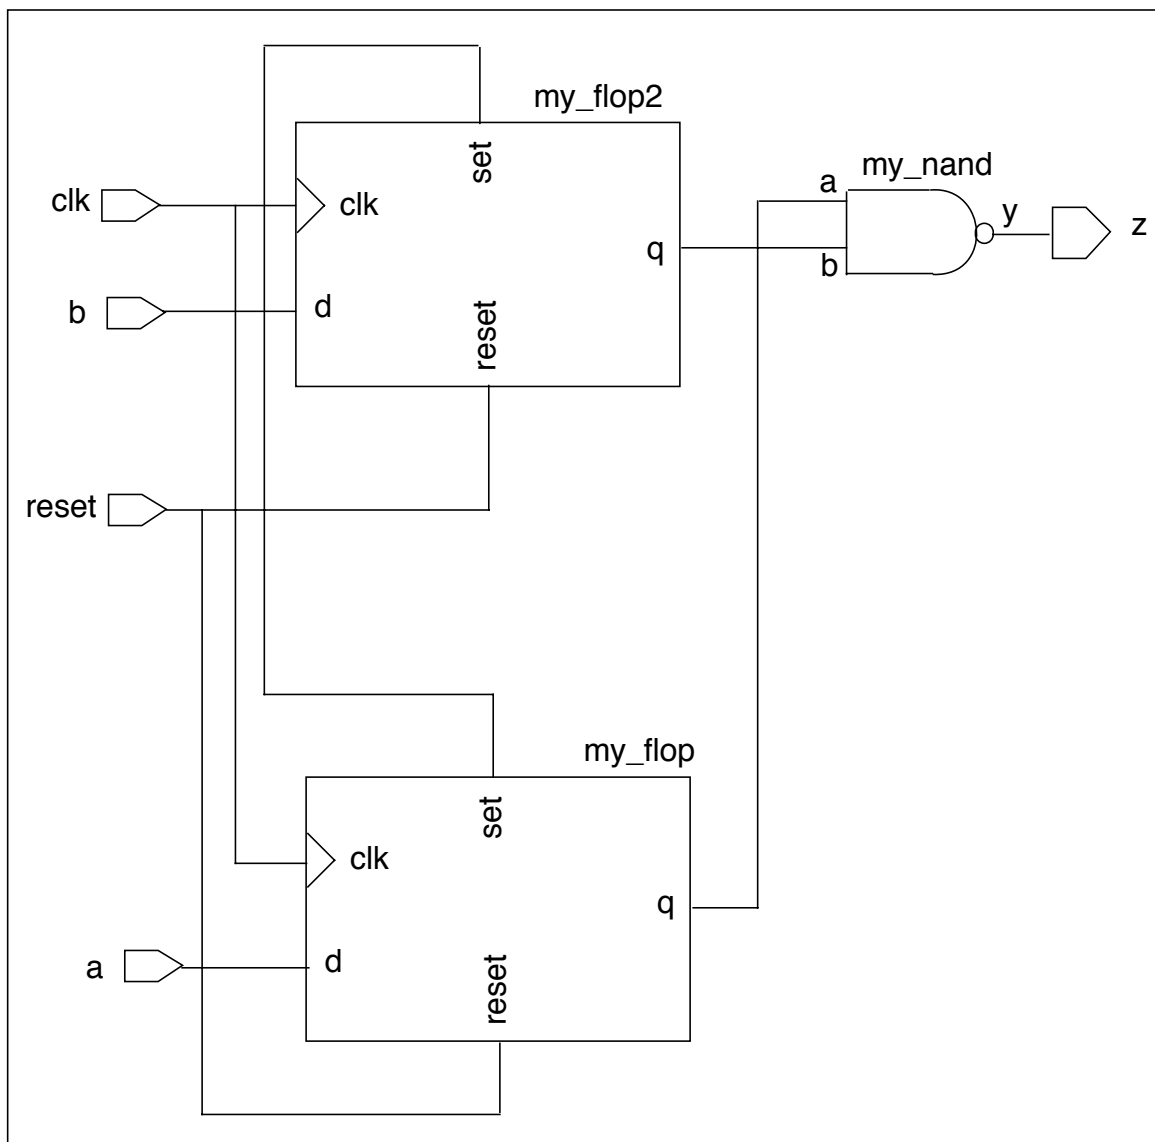 my_flop2
set
my_nand
a
clk
clk
y
z
q
b
b
d
reset
reset
my_flop
set
clk
q
a
d
reset